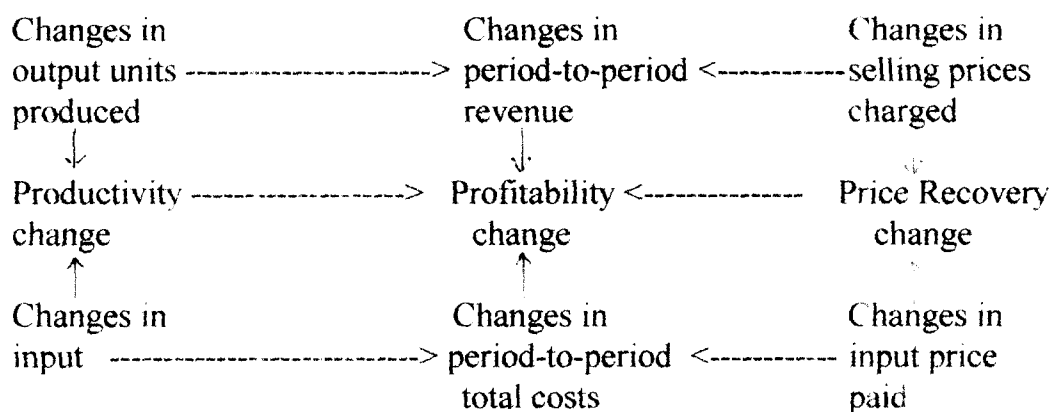 Changes in Changes in Changes in
output units -----------------> period-to-period <----------- selling prices
produced revenue charged
Productivity ----------------> Profitability <------------ Price Recovery
change change change
Changes in Changes in Changes in
input -------------------------> period-to-period <------------ input price
total costs paid